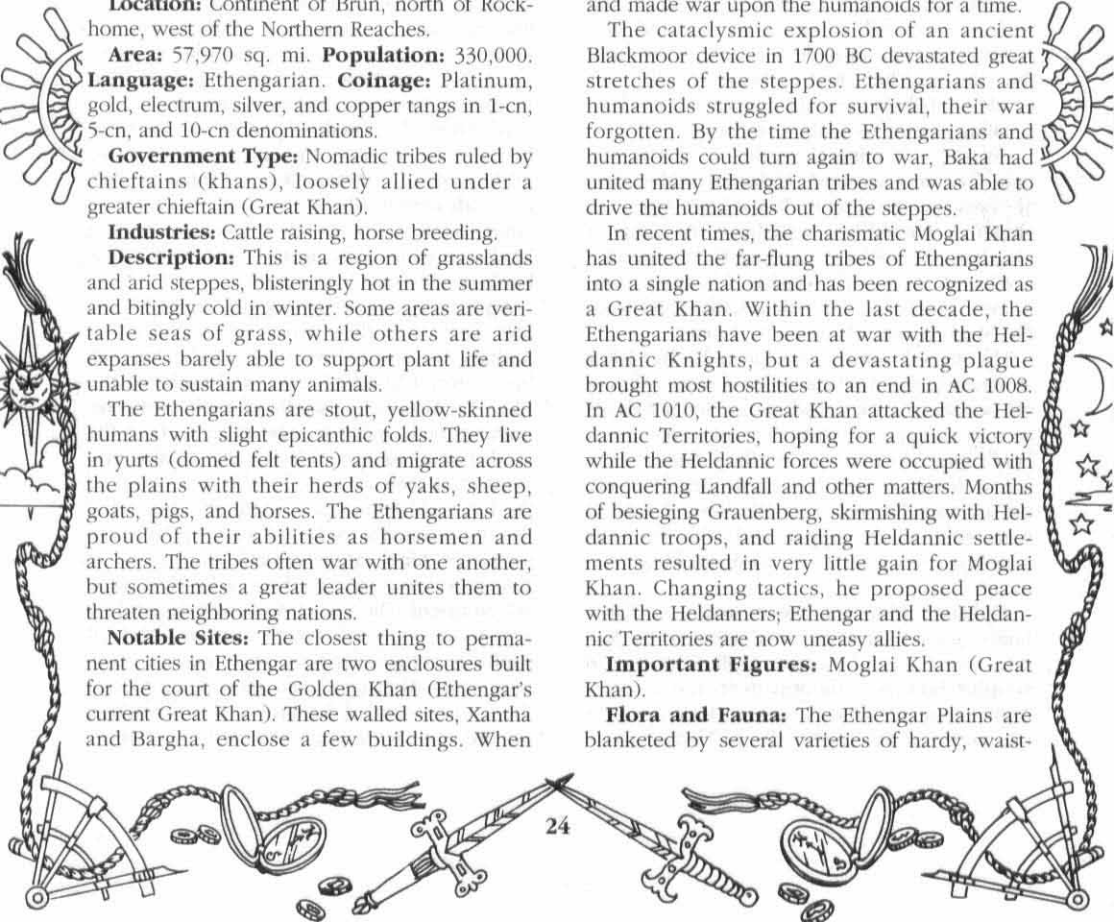 Location: Continent of Brun, north of Rock-
home, west of the Northern Reaches.
Area: 57,970 sq. mi. Population: 330,000.
Language: Ethengarian. Coinage: Platinum,
gold, electrum, silver, and copper tangs in 1-cn,
5-cn, and 10-cn denominations.
Government Type: Nomadic tribes ruled by
chieftains (khans), loosely allied under a
greater chieftain (Great Khan).
Industries: Cattle raising, horse breeding.
Description: This is a region of grasslands
and arid steppes, blisteringly hot in the summer
and bitingly cold in winter. Some areas are veri-
table seas of grass, while others are arid
expanses barely able to support plant life and
unable to sustain many animals.
The Ethengarians are stout, yellow-skinned
humans with slight epicanthic folds. They live
in yurts (domed felt tents) and migrate across
the plains with their herds of yaks, sheep,
goats, pigs, and horses. The Ethengarians are
proud of their abilities as horsemen and
archers. The tribes often war with one another,
but sometimes a great leader unites them to
threaten neighboring nations.
Notable Sites: The closest thing to perma-
nent cities in Ethengar are two enclosures built
for the court of the Golden Khan (Ethengar's
current Great Khan). These walled sites, Xantha
and Bargha, enclose a few buildings. When
and made war upon the humanoids for a time.
The cataclysmic explosion of an ancient
Blackmoor device in 1700 BC devastated great
stretches of the steppes. Ethengarians and
humanoids struggled for survival, their war
forgotten. By the time the Ethengarians and
humanoids could turn again to war, Baka had
united many Ethengarian tribes and was able to
drive the humanoids out of the steppes.
In recent times, the charismatic Moglai Khan
has united the far-flung tribes of Ethengarians
into a single nation and has been recognized as
a Great Khan. Within the last decade, the
Ethengarians have been at war with the Hel-
dannic Knights, but a devastating plague
brought most hostilities to an end in AC 1008.
In AC 1010, the Great Khan attacked the Hel-
dannic Territories, hoping for a quick victory
while the Heldannic forces were occupied with
conquering Landfall and other matters. Months
of besieging Grauenberg, skirmishing with Hel-
dannic troops, and raiding Heldannic settle-
ments resulted in very little gain for Moglai
Khan. Changing tactics, he proposed peace
with the Heldanners; Ethengar and the Heldan-
nic Territories are now uneasy allies.
Important Figures: Moglai Khan (Great
Khan).
Flora and Fauna: The Ethengar Plains are
blanketed by several varieties of hardy, waist-
24